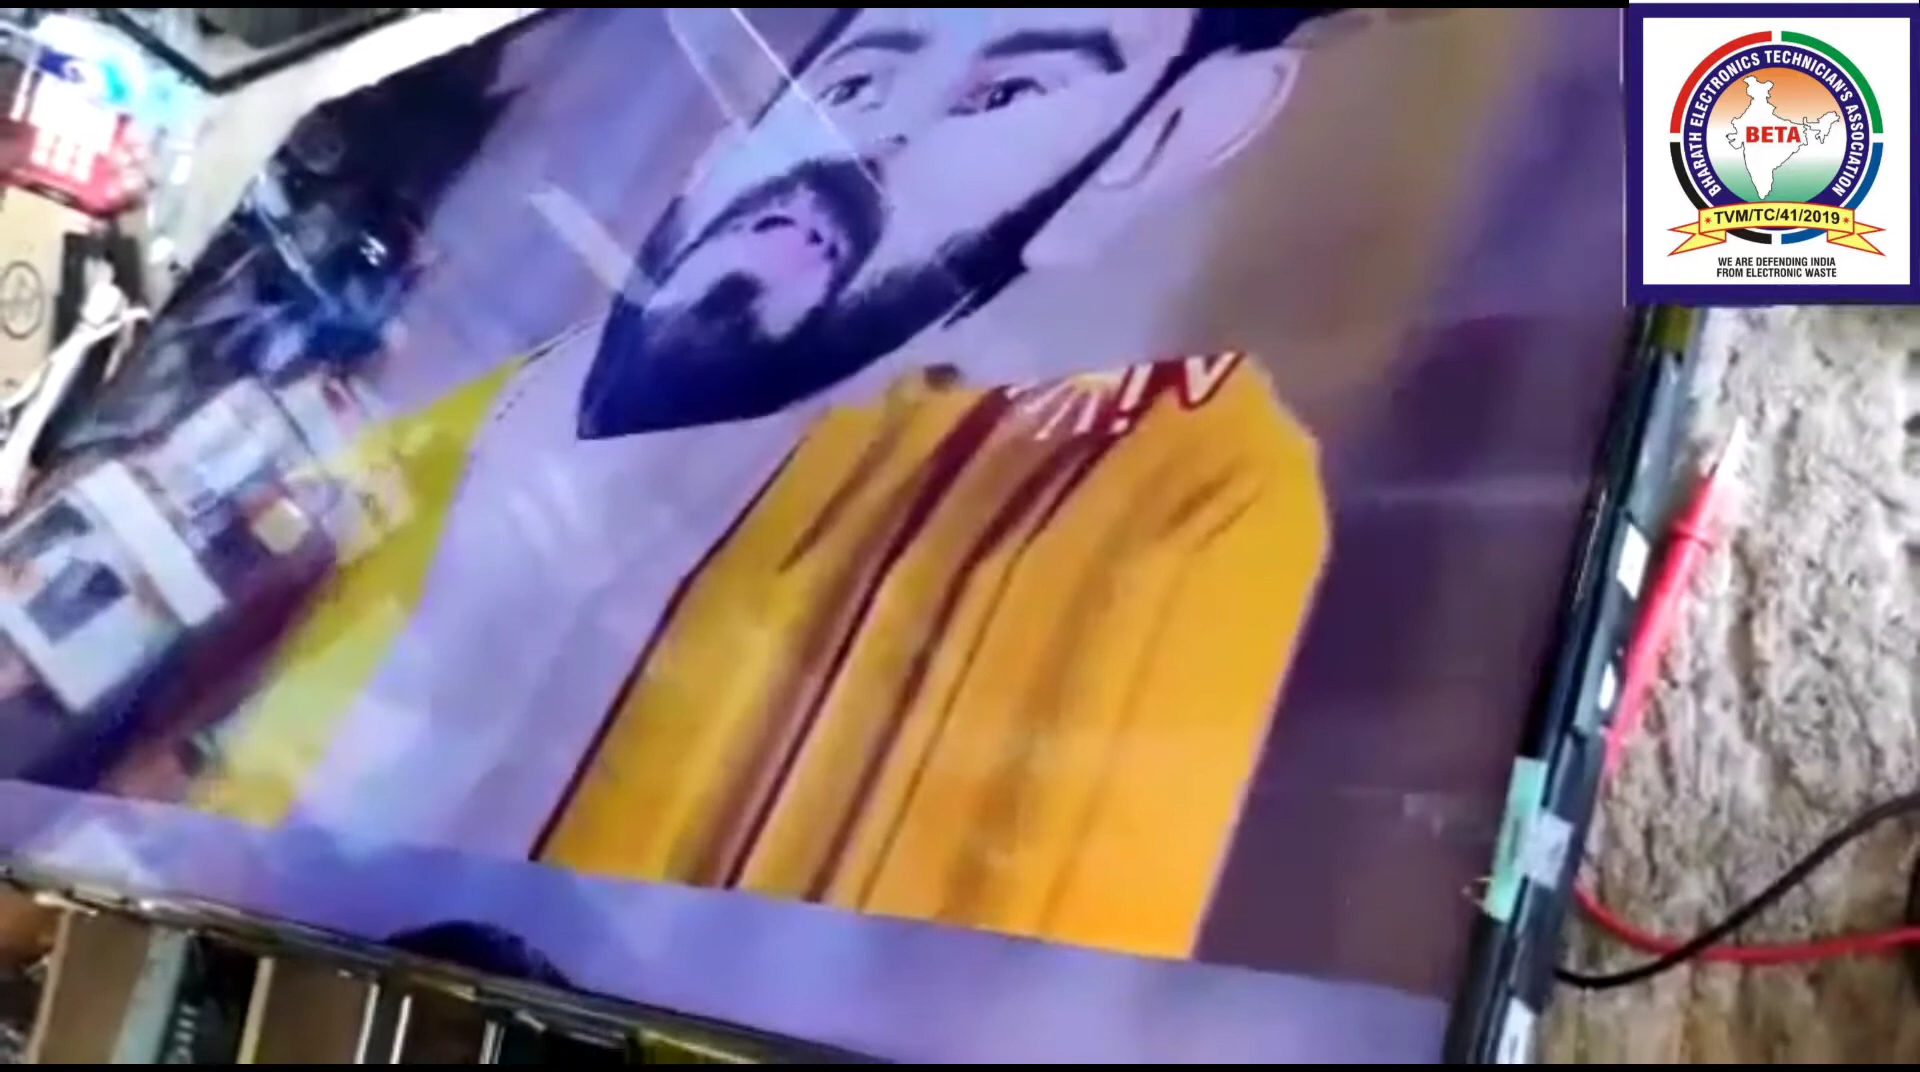 BHARATH ELECTRONICS TECHNICIAN'S ASSOCIATION
BETA
TVM/TC/41/2019
WE ARE DEFENDING INDIA
FROM ELECTRONIC WASTE